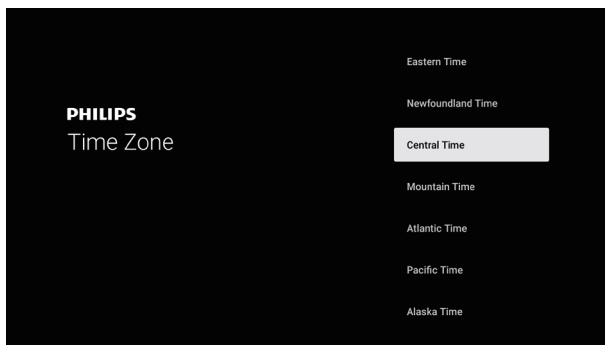 PHILIPS
Time Zone
Eastern Time
Newfoundland Time
Central Time
Mountain Time
Atlantic Time
Pacific Time
Alaska Time